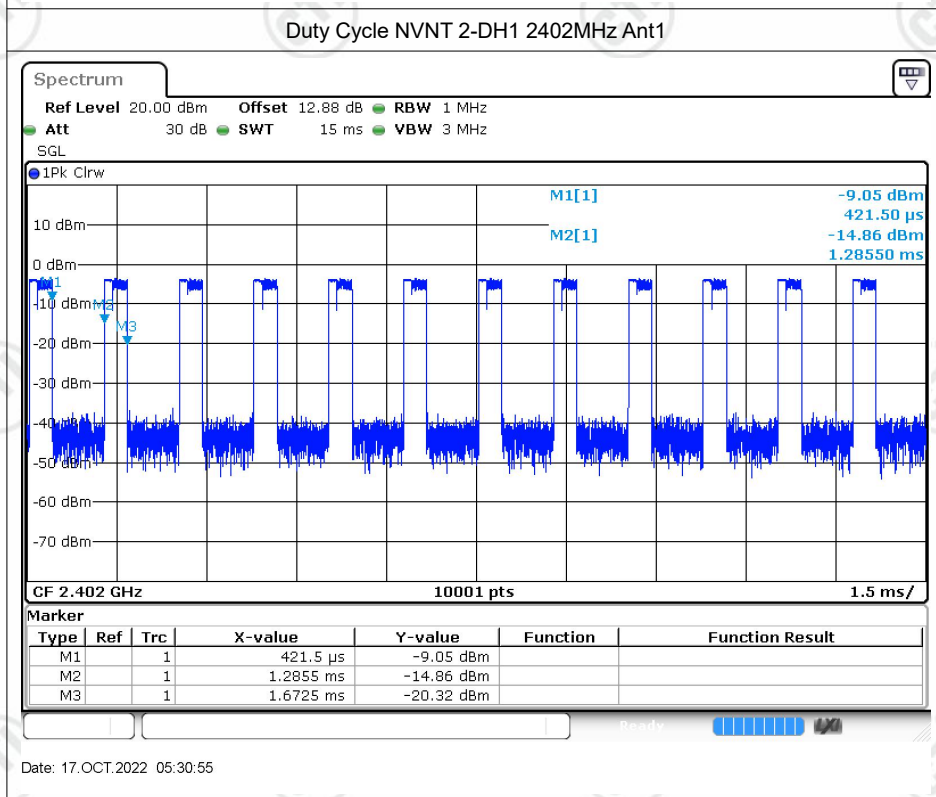 Duty Cycle NVNT 2-DH1 2402MHz Ant1
Spectrum
Ref Level 20.00 dBm Offset 12.88 dB RBW 1 MHz
Att 30 dB SWT 15 ms VBW 3 MHz
SGL
1Pk Clrw
M1[1] -9.05 dBm
421.50 µs
10 dBm
M2[1] -14.86 dBm
1.28550 ms
0 dBm
M1
-10 dBm
M2
M3
-20 dBm
-30 dBm
-40 dBm
-50 dBm
-60 dBm
-70 dBm
CF 2.402 GHz 10001 pts 1.5 ms/
Marker
Type Ref Trc X-value Y-value Function Function Result
M1 1 421.5 µs -9.05 dBm
M2 1 1.2855 ms -14.86 dBm
M3 1 1.6725 ms -20.32 dBm
Ready LXI
Date: 17.OCT.2022 05:30:55